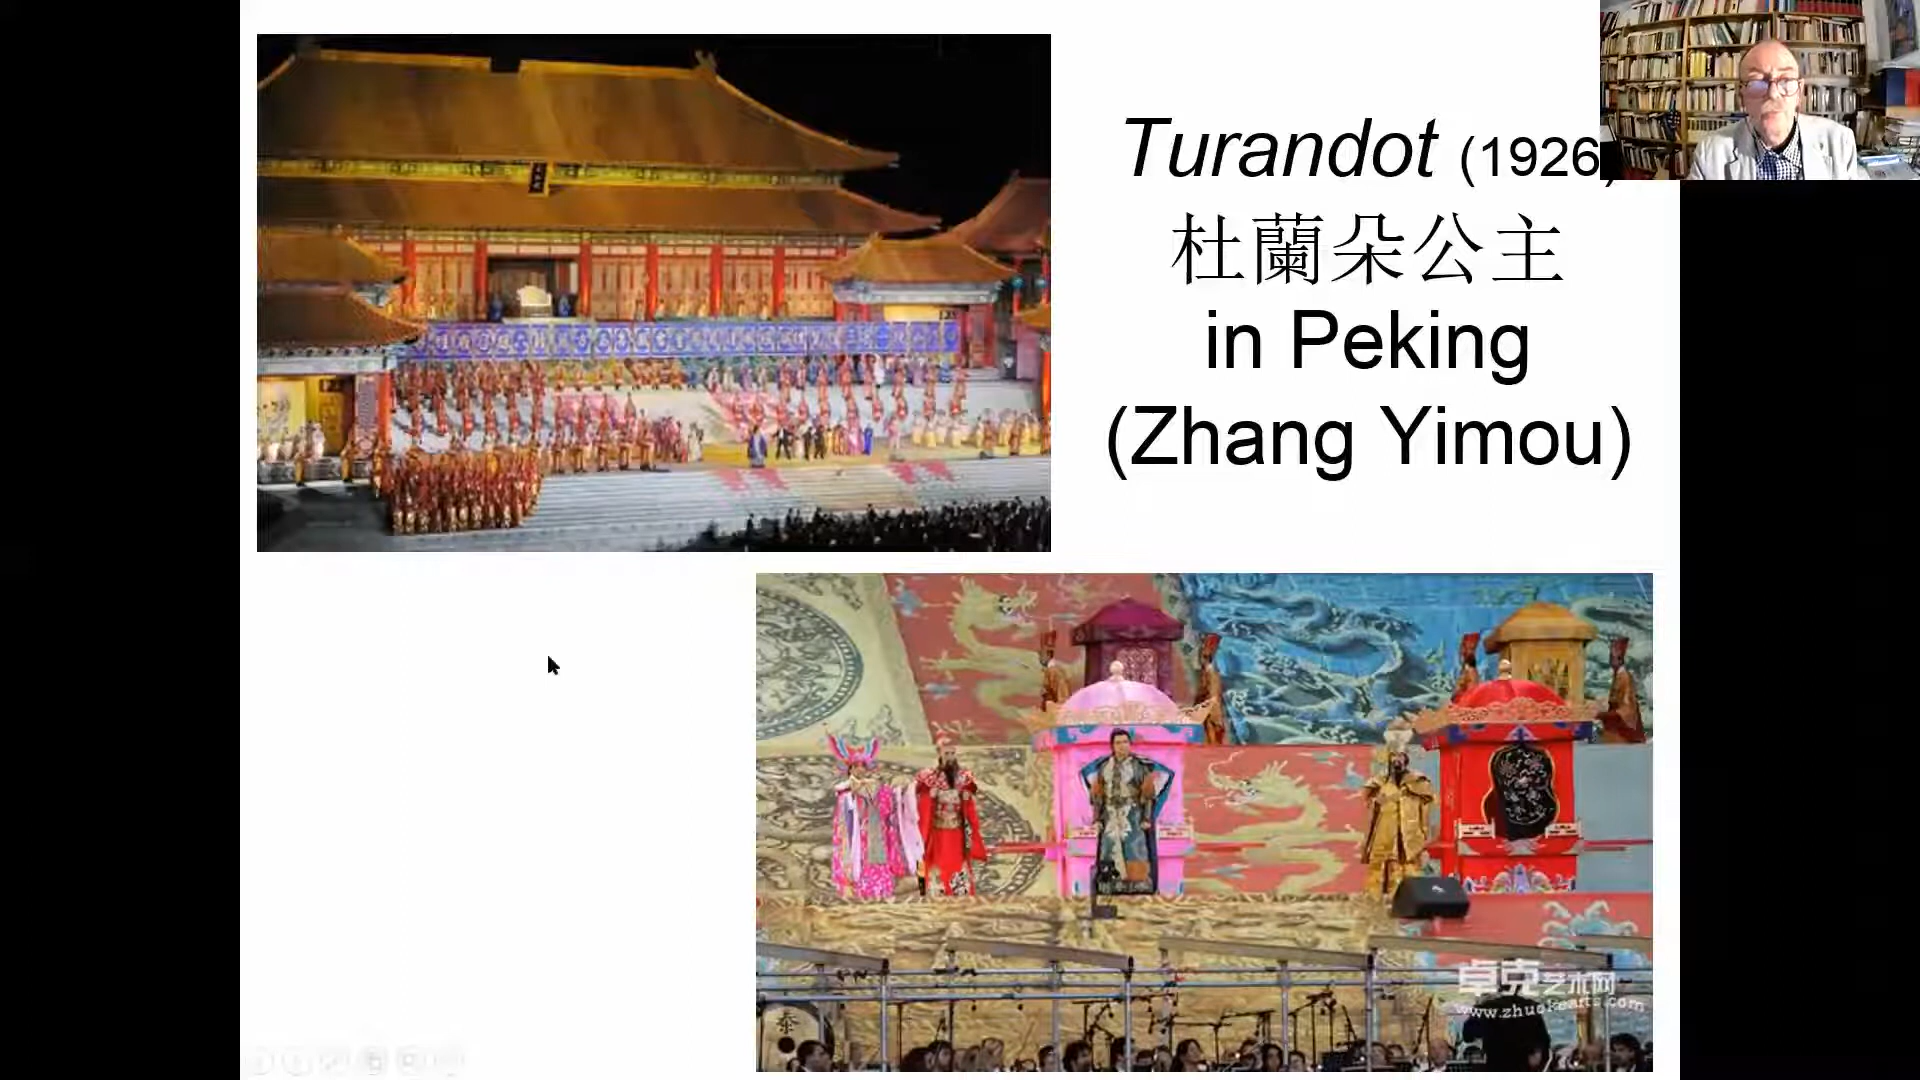 Turandot (1926)
杜蘭朵公主
in Peking
(Zhang Yimou)
卓克艺术网
www.zhuokearts.com
泰